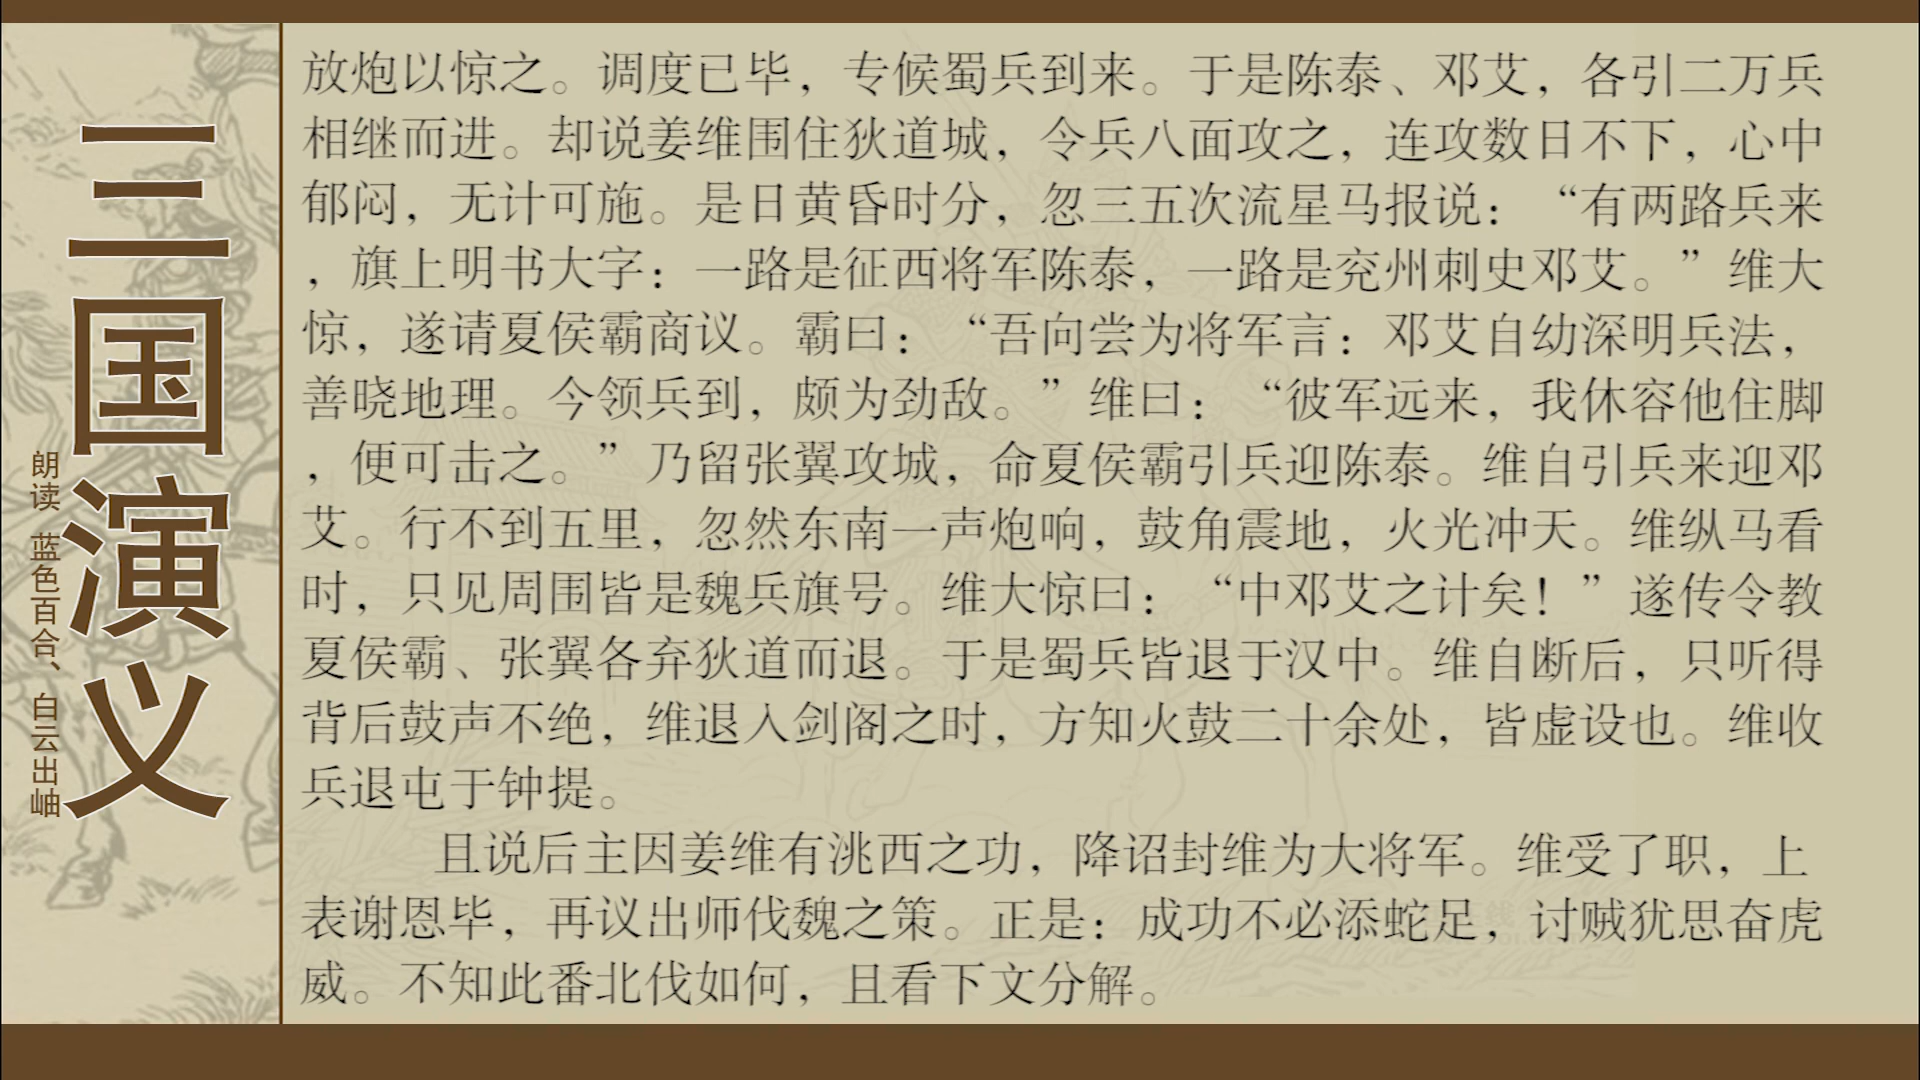 三国演义
朗读 蓝色百合、白云出岫
放炮以惊之。调度已毕，专候蜀兵到来。于是陈泰、邓艾，各引二万兵
相继而进。却说姜维围住狄道城，令兵八面攻之，连攻数日不下，心中
郁闷，无计可施。是日黄昏时分，忽三五次流星马报说：“有两路兵来
，旗上明书大字：一路是征西将军陈泰，一路是兖州刺史邓艾。”维大
惊，遂请夏侯霸商议。霸曰：“吾向尝为将军言：邓艾自幼深明兵法，
善晓地理。今领兵到，颇为劲敌。”维曰：“彼军远来，我休容他住脚
，便可击之。”乃留张翼攻城，命夏侯霸引兵迎陈泰。维自引兵来迎邓
艾。行不到五里，忽然东南一声炮响，鼓角震地，火光冲天。维纵马看
时，只见周围皆是魏兵旗号。维大惊曰：“中邓艾之计矣！”遂传令教
夏侯霸、张翼各弃狄道而退。于是蜀兵皆退于汉中。维自断后，只听得
背后鼓声不绝，维退入剑阁之时，方知火鼓二十余处，皆虚设也。维收
兵退屯于钟提。
且说后主因姜维有洮西之功，降诏封维为大将军。维受了职，上
表谢恩毕，再议出师伐魏之策。正是：成功不必添蛇足，讨贼犹思奋虎
威。不知此番北伐如何，且看下文分解。